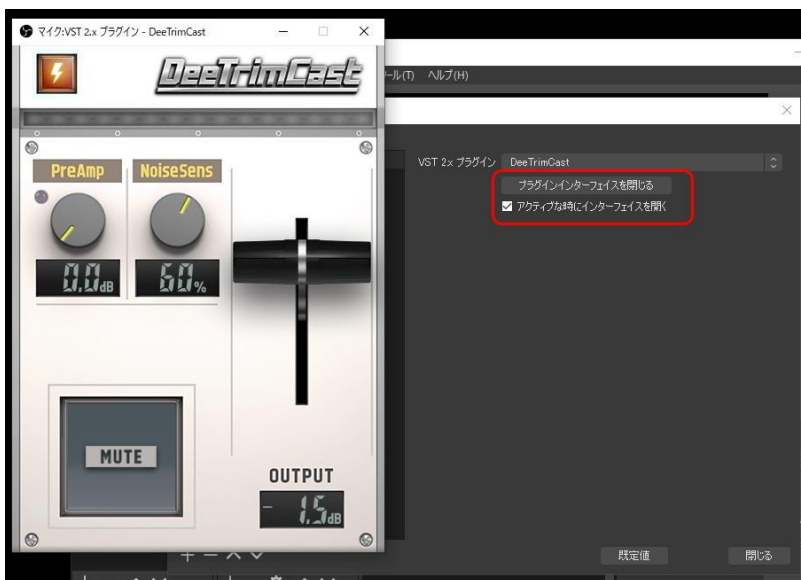 マイク:VST 2.x プラグイン - DeeTrimCast
DeeTrimCast
PreAmp
NoiseSens
0.0dB
60%
MUTE
OUTPUT
- 1.5dB
ール(T) ヘルプ(H)
VST 2.x プラグイン DeeTrimCast
プラグインインターフェイスを閉じる
アクティブな時にインターフェイスを開く
既定値
閉じる